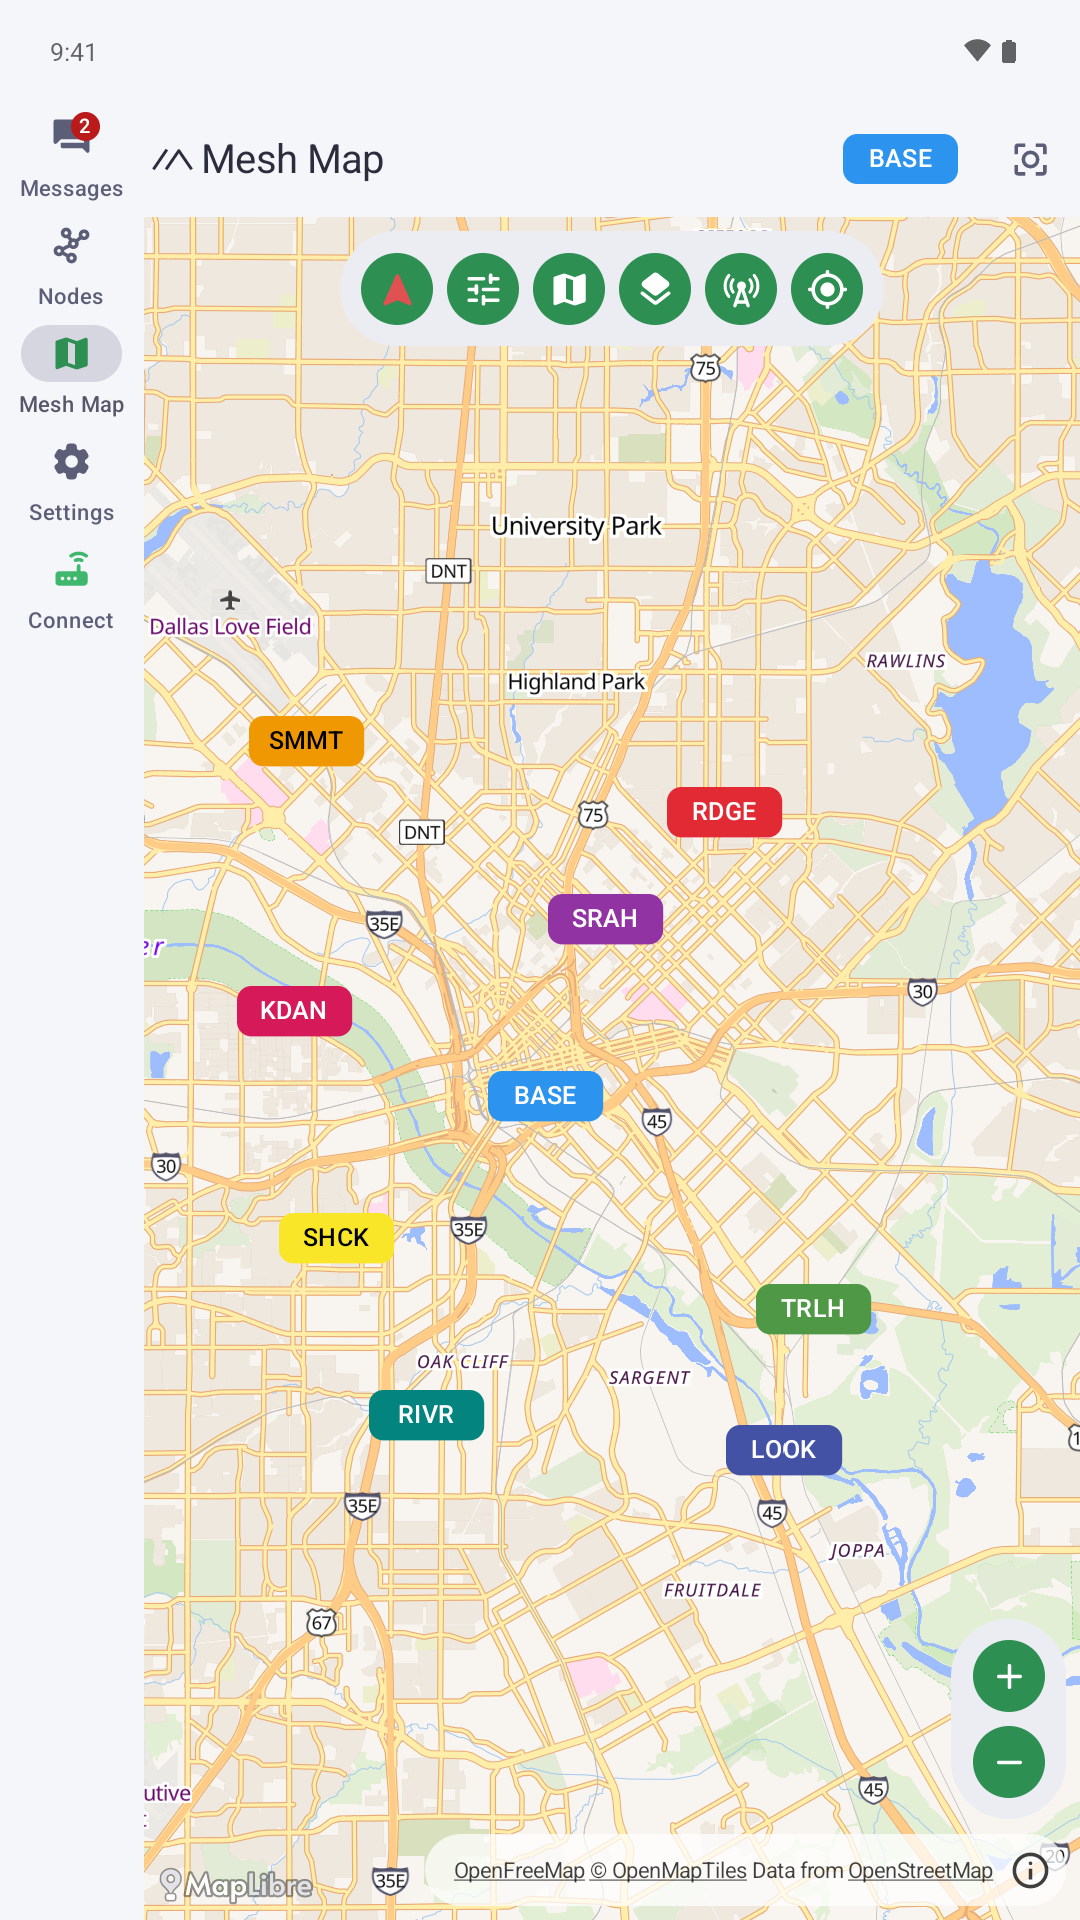 9:41
2
Messages
Nodes
Mesh Map
Settings
Connect
Mesh Map
BASE
75
University Park
DNT
Dallas Love Field
RAWLINS
Highland Park
SMMT
RDGE
75
DNT
SRAH
35E
er
30
KDAN
BASE
45
30
35E
SHCK
TRLH
OAK CLIFF
SARGENT
RIVR
LOOK
35E
45
JOPPA
FRUITDALE
67
utive
45
20
35E
MapLibre
OpenFreeMap © OpenMapTiles Data from OpenStreetMap